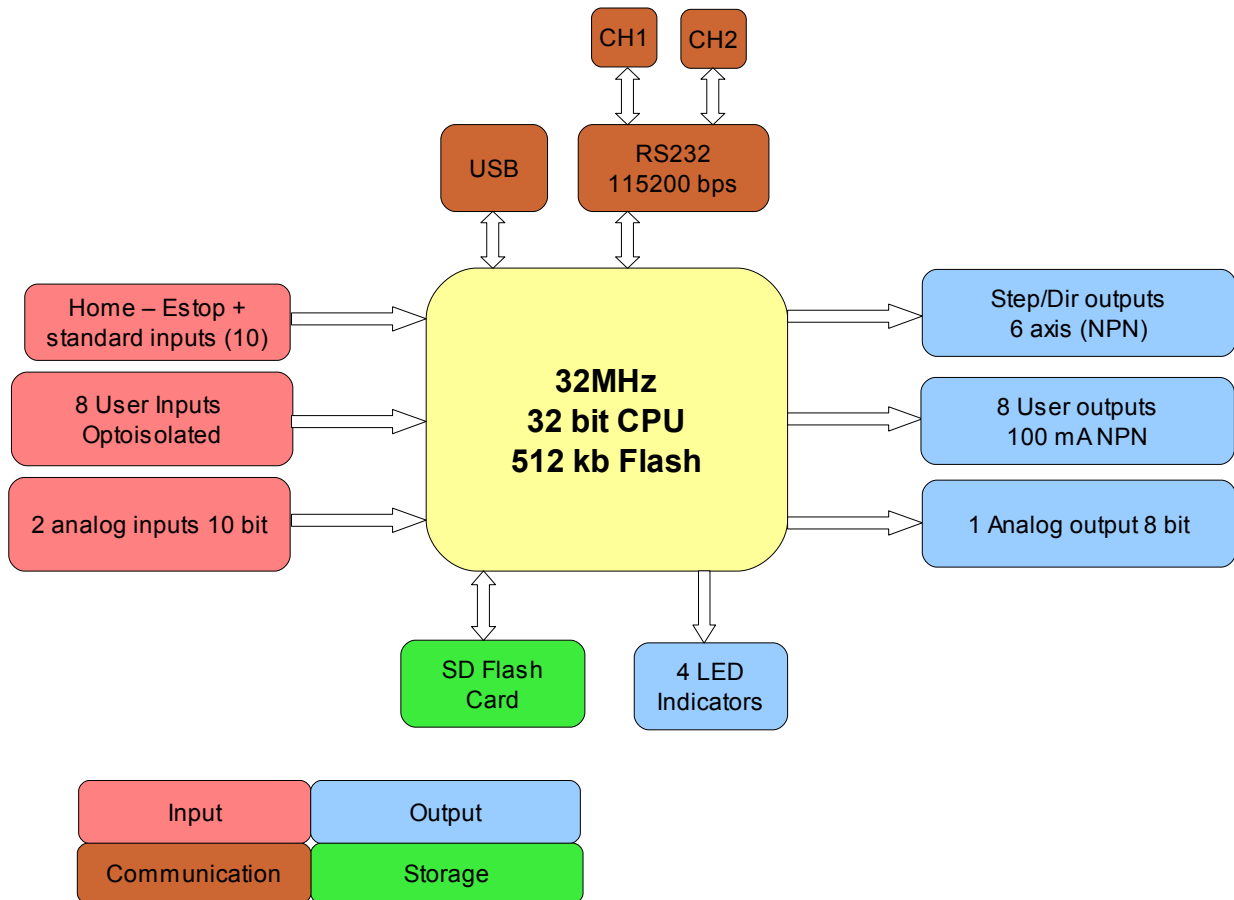 CH1
CH2
USB
RS232
115200 bps
Home – Estop +
standard inputs (10)
8 User Inputs
Optoisolated
2 analog inputs 10 bit
32MHz
32 bit CPU
512 kb Flash
Step/Dir outputs
6 axis (NPN)
8 User outputs
100 mA NPN
1 Analog output 8 bit
SD Flash
Card
4 LED
Indicators
Input
Output
Communication
Storage